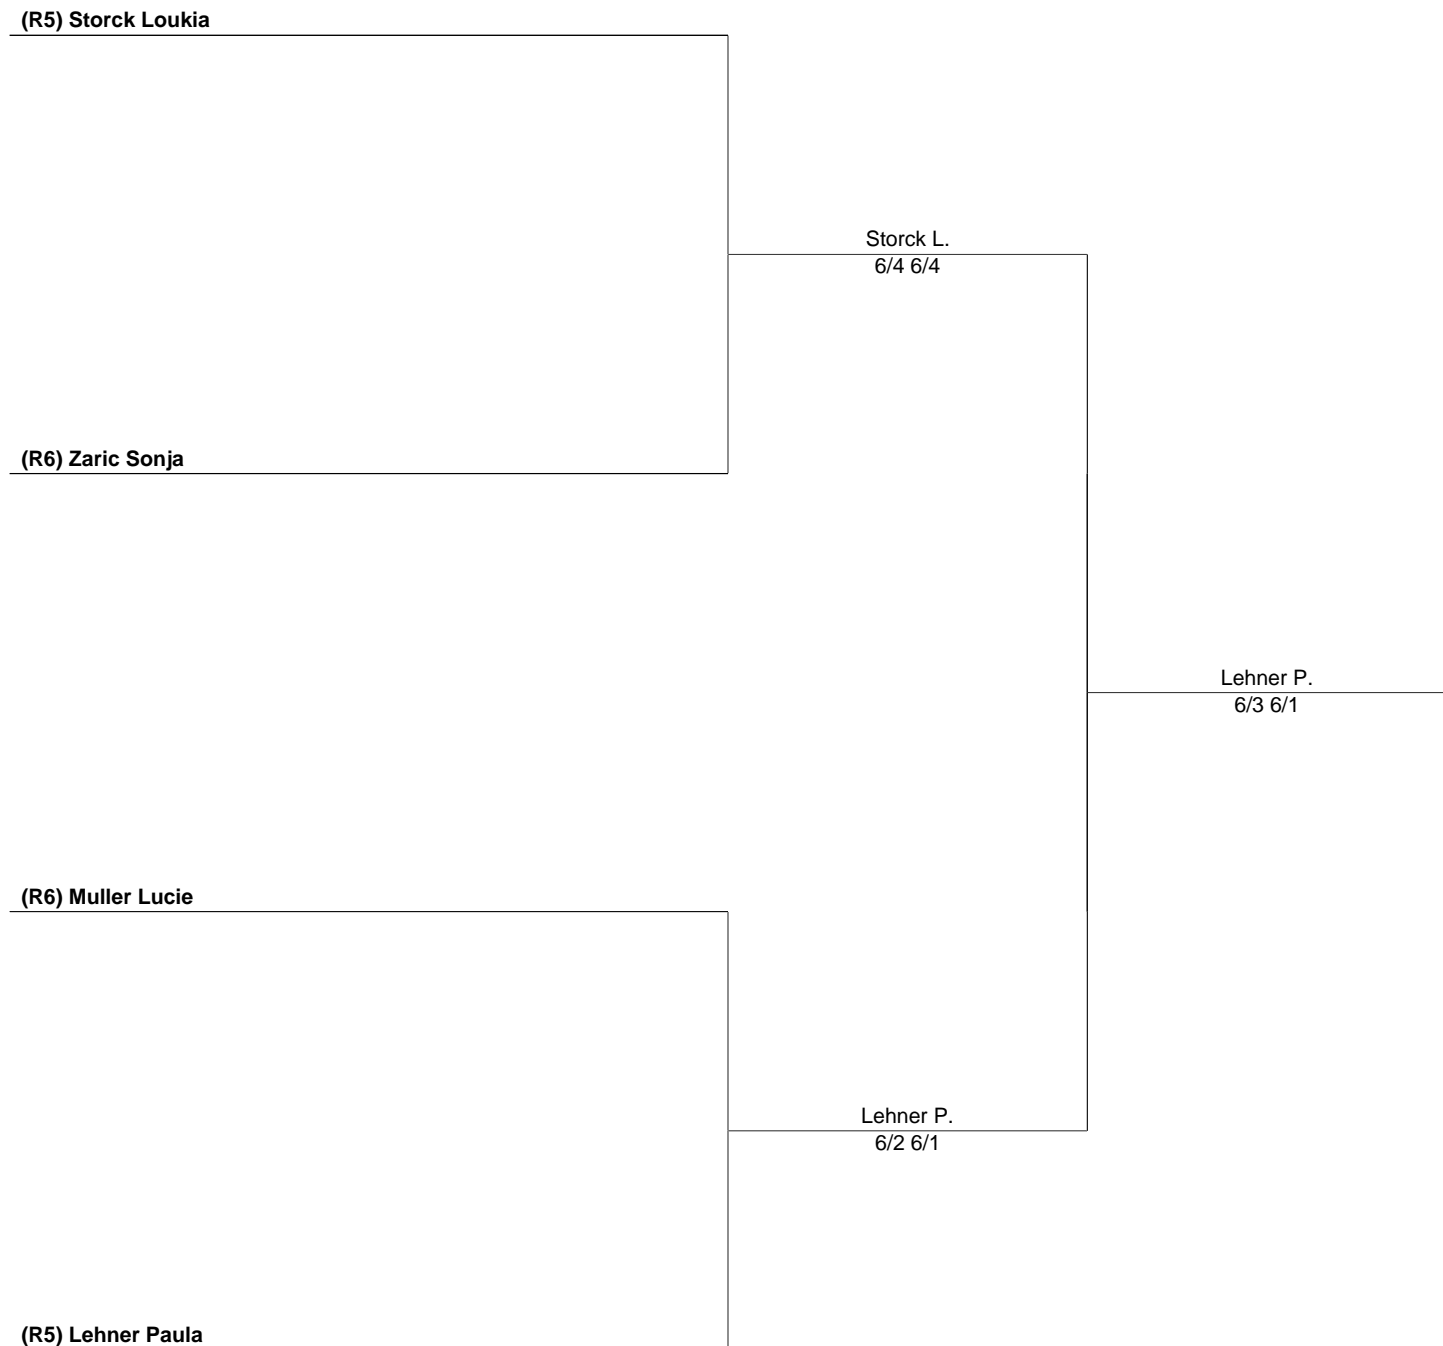 (R5) Storck Loukia
Storck L.
6/4 6/4
(R6) Zaric Sonja
Lehner P.
6/3 6/1
(R6) Muller Lucie
Lehner P.
6/2 6/1
(R5) Lehner Paula